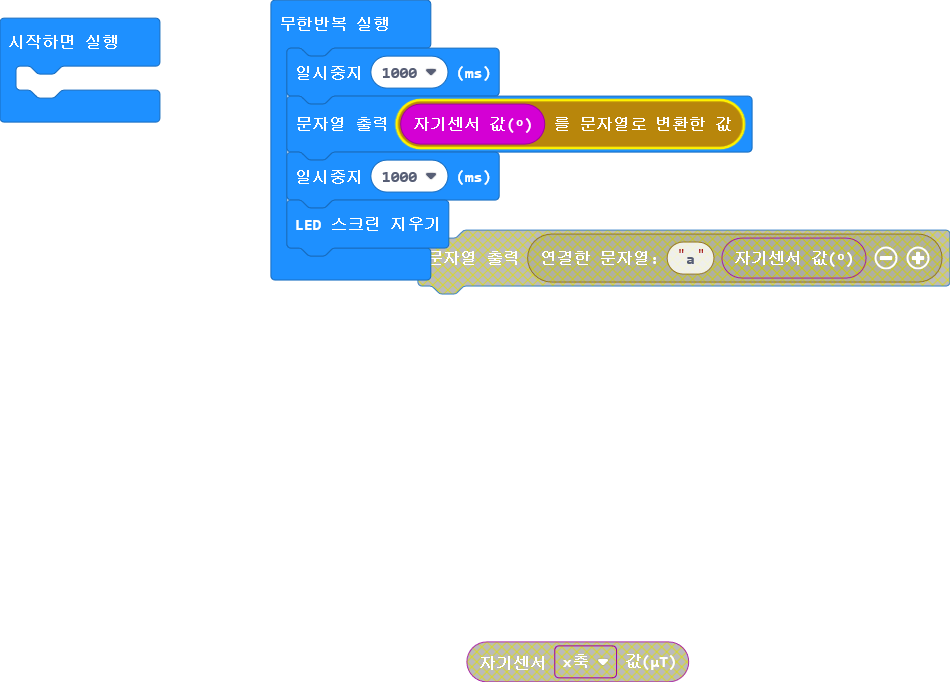 시작하면 실행
무한반복 실행
일시중지 1000 (ms)
문자열 출력 자기센서 값(º) 를 문자열로 변환한 값
일시중지 1000 (ms)
LED 스크린 지우기
문자열 출력 연결한 문자열: "a" 자기센서 값(º)
자기센서 x축 값(μT)